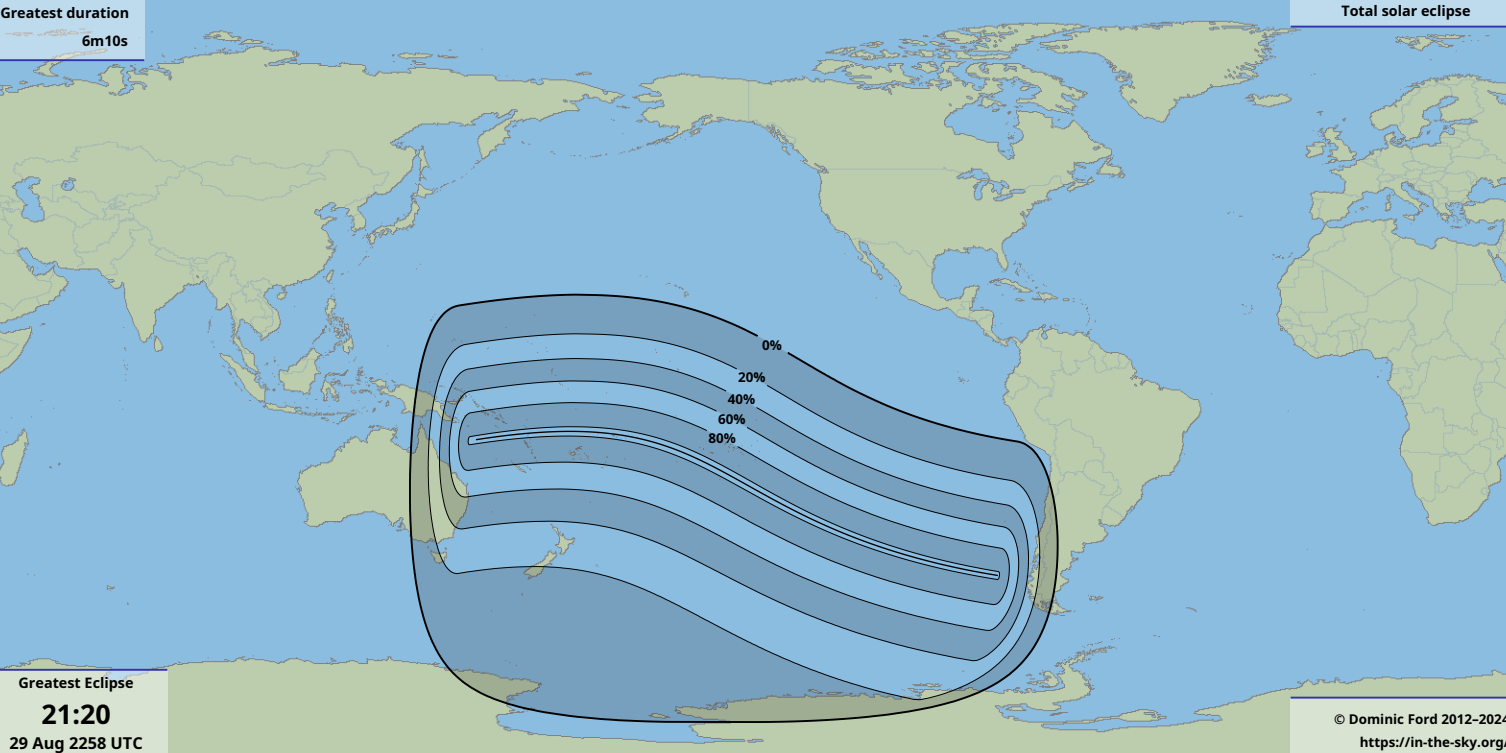 Greatest duration
6m10s
Total solar eclipse
0%
20%
40%
60%
80%
Greatest Eclipse
21:20
29 Aug 2258 UTC
© Dominic Ford 2012–2024
https://in-the-sky.org